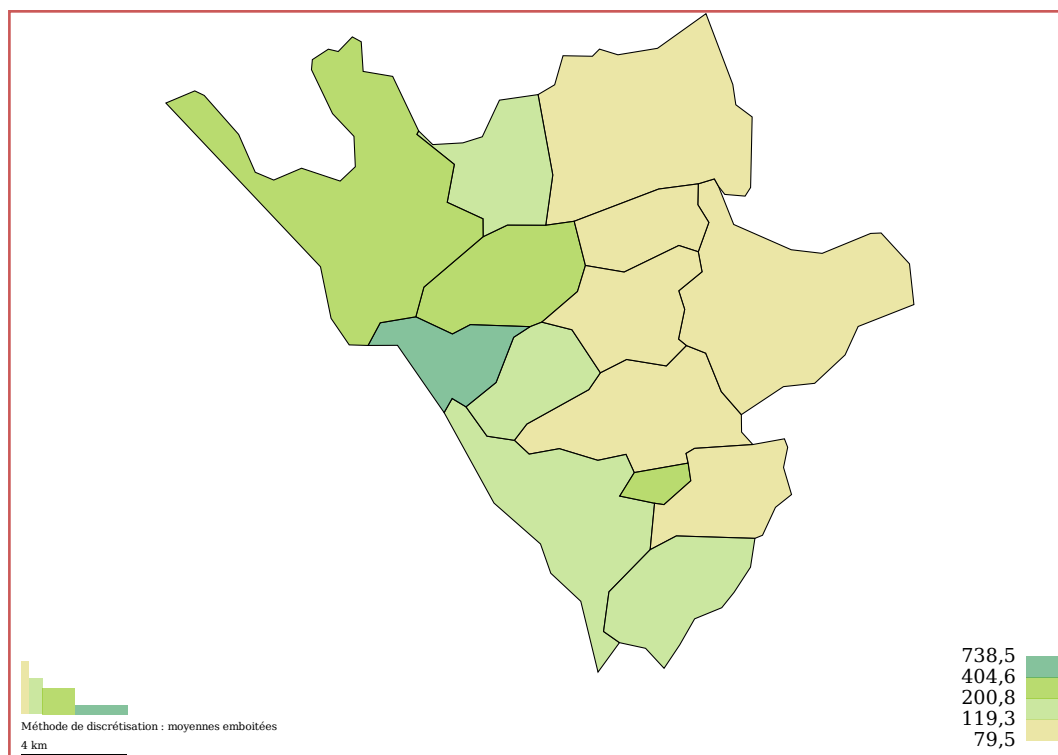 738,5
404,6
200,8
119,3
79,5
Méthode de discrétisation : moyennes emboitées
4 km